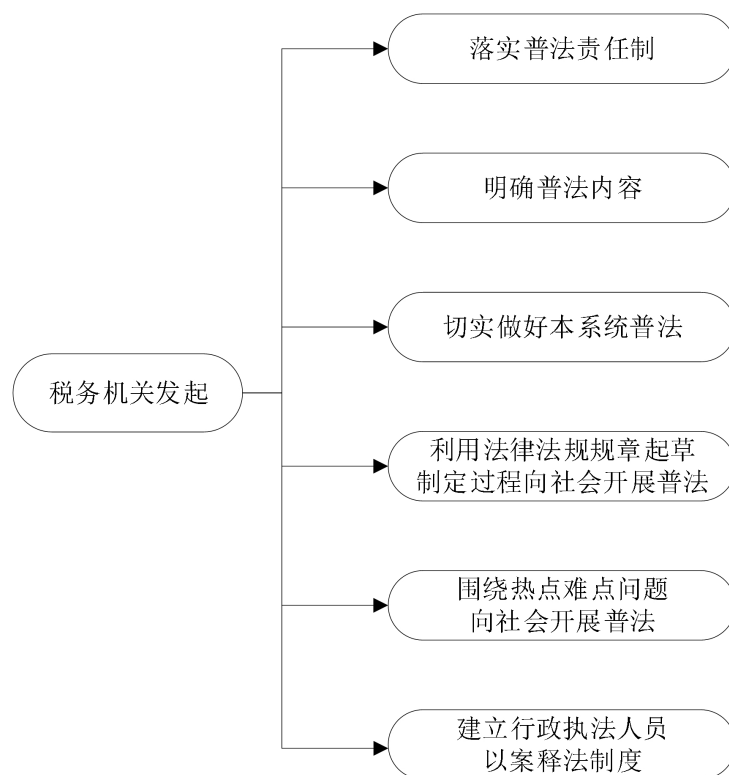 落实普法责任制
明确普法内容
切实做好本系统普法
税务机关发起
利用法律法规规章起草
制定过程向社会开展普法
围绕热点难点问题
向社会开展普法
建立行政执法人员
以案释法制度